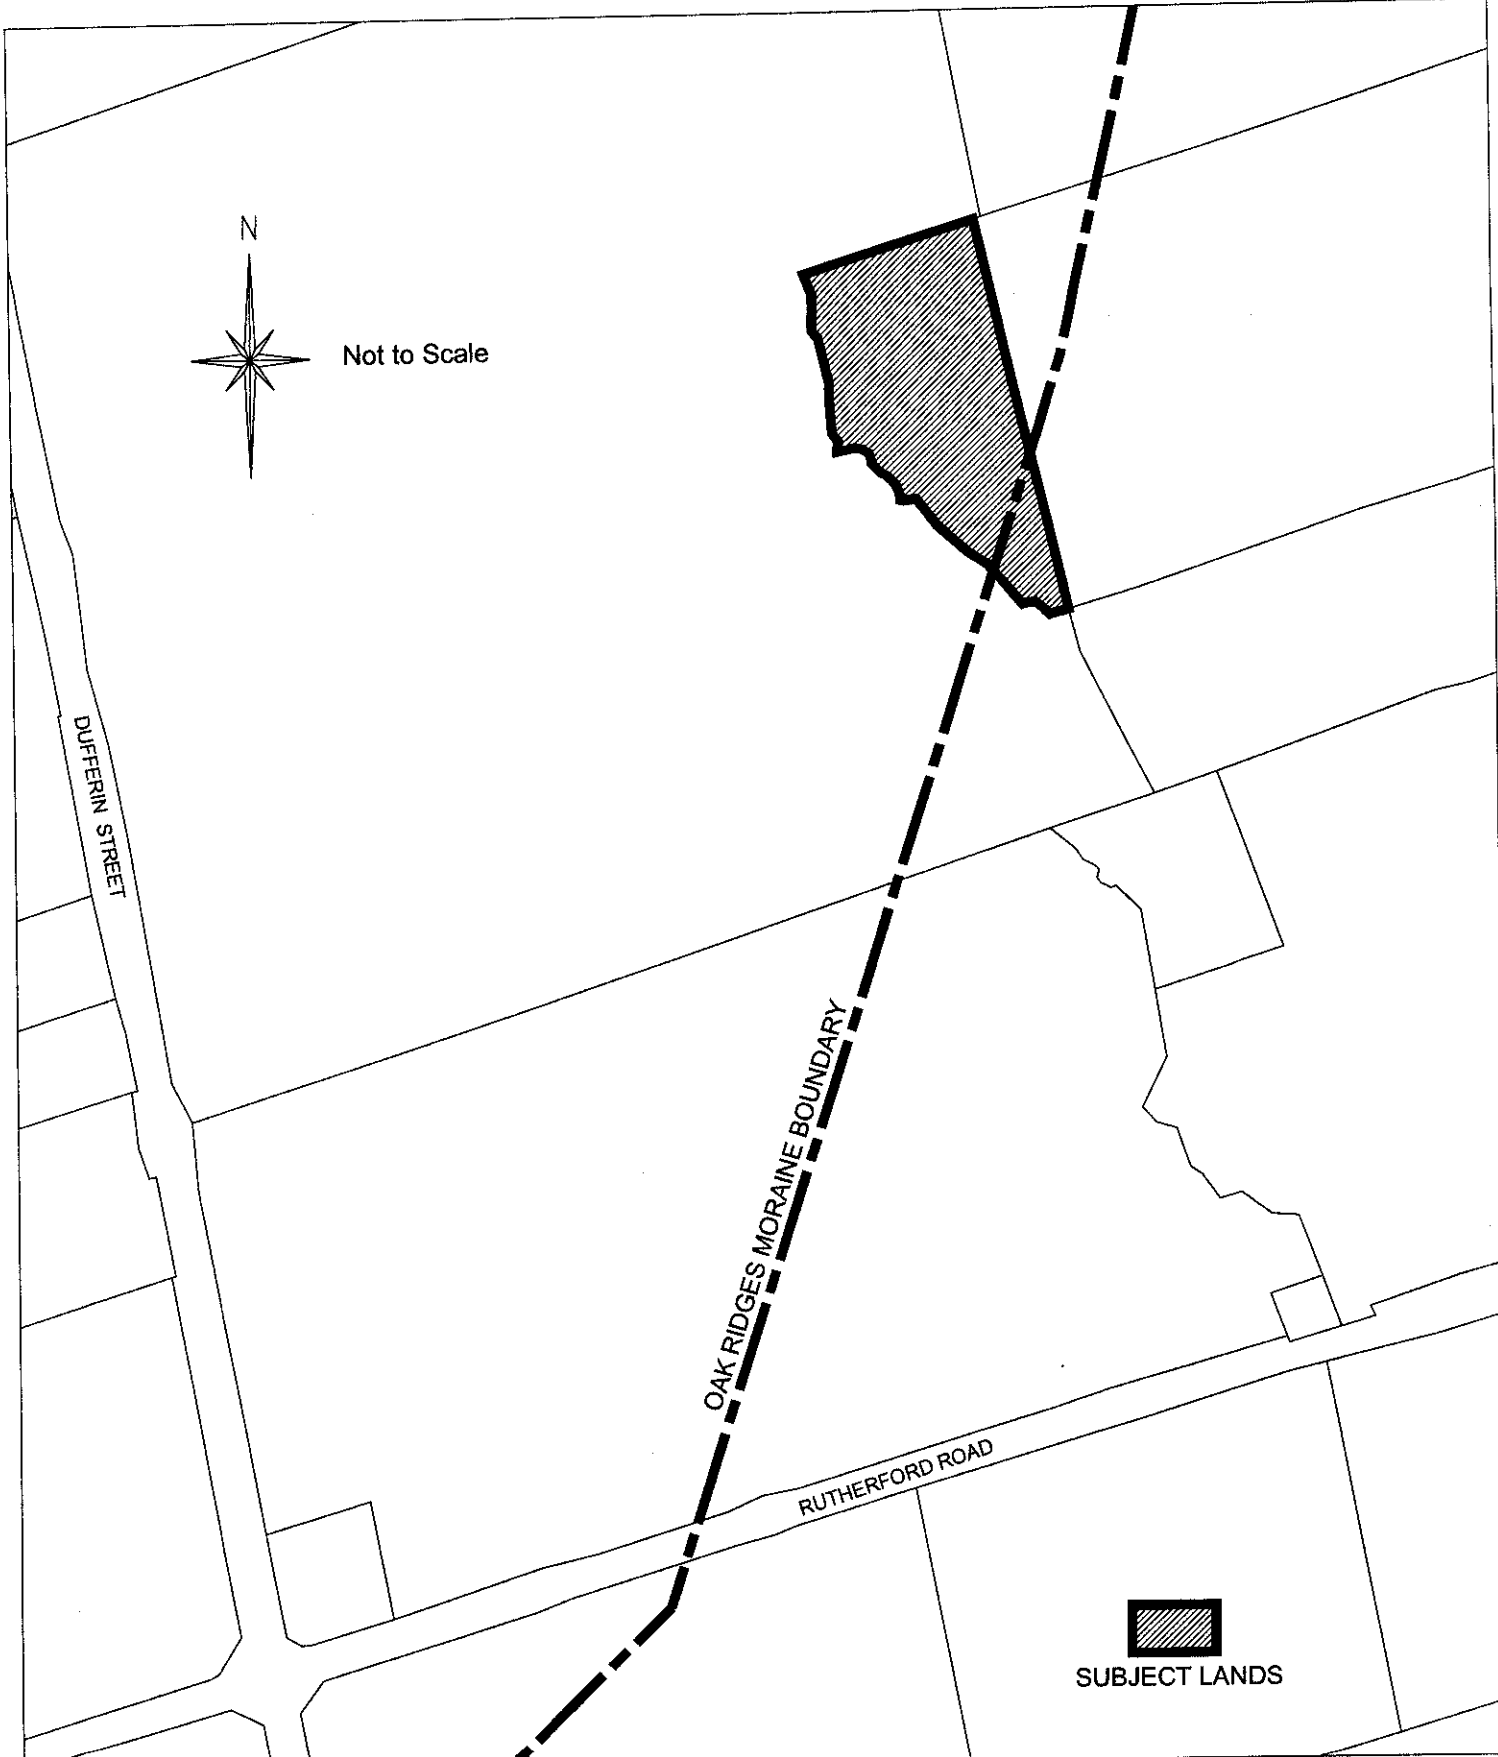 N
Not to Scale
DUFFERIN STREET
OAK RIDGES MORAINE BOUNDARY
RUTHERFORD ROAD
SUBJECT LANDS